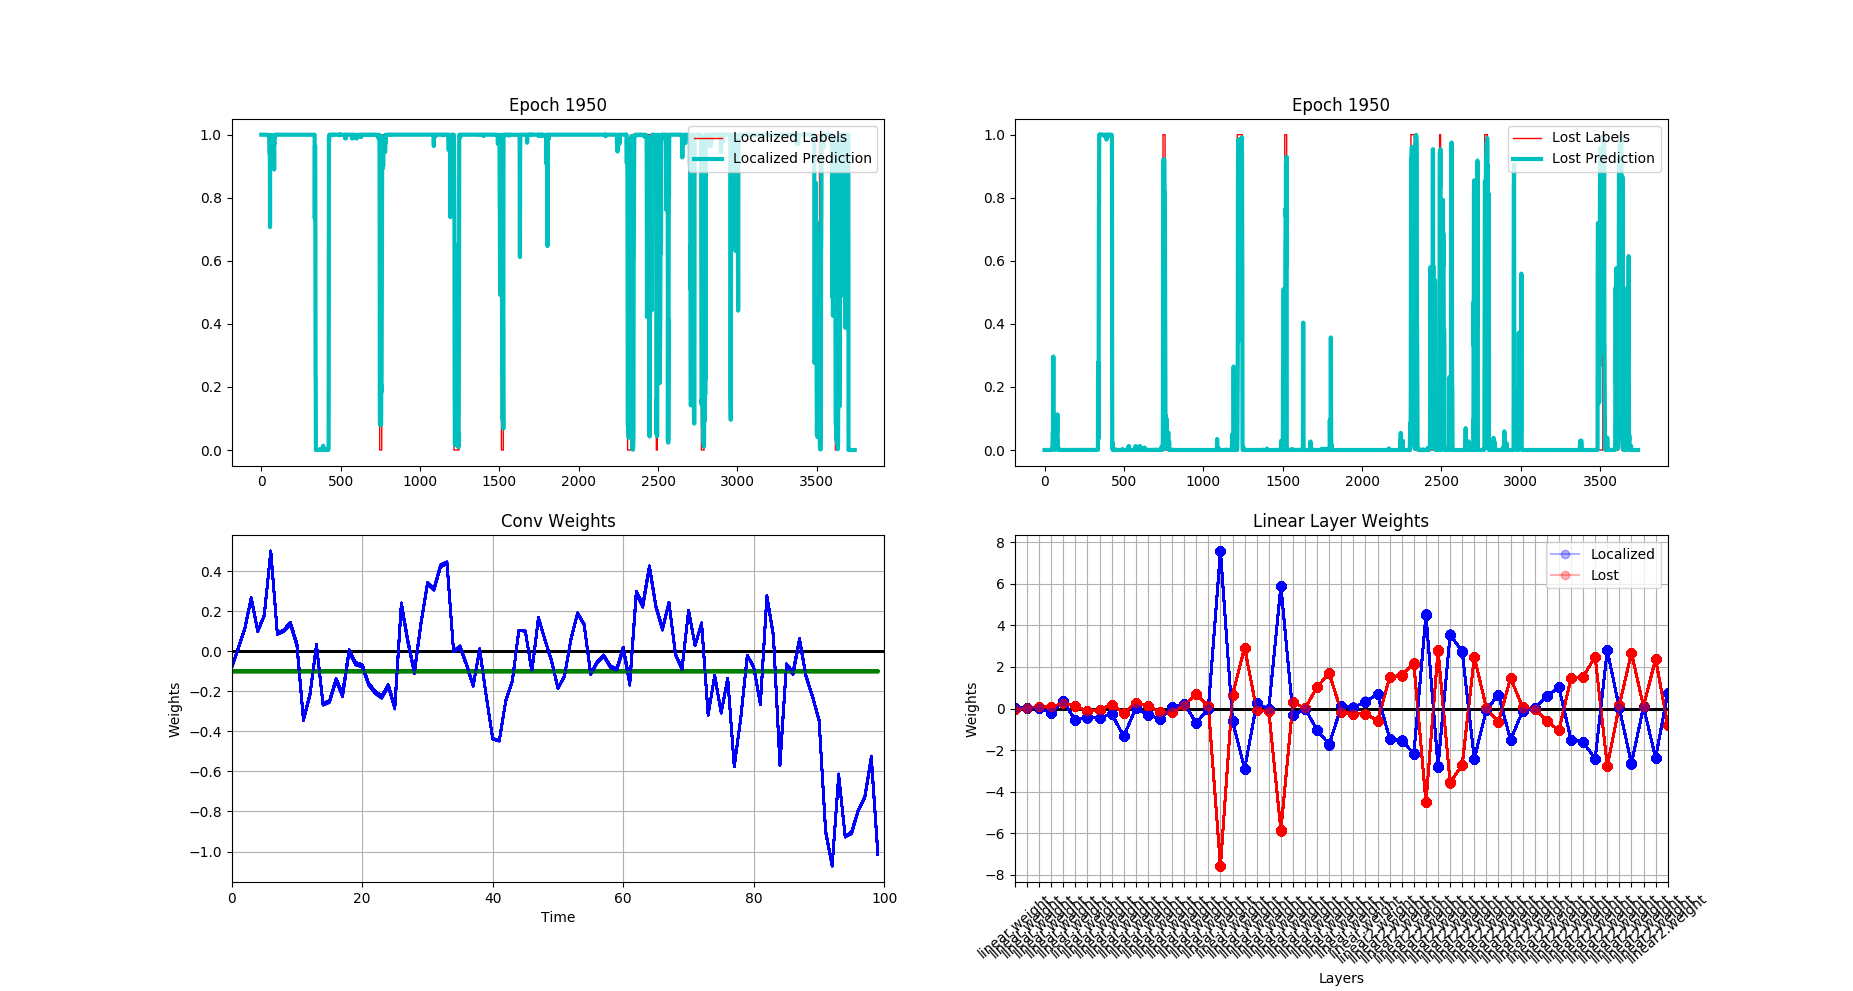 Epoch 1950
Localized Labels
Localized Prediction
1.0
0.8
0.6
0.4
0.2
0.0
0 500 1000 1500 2000 2500 3000 3500
Epoch 1950
Lost Labels
Lost Prediction
1.0
0.8
0.6
0.4
0.2
0.0
0 500 1000 1500 2000 2500 3000 3500
Conv Weights
Weights
0.4
0.2
0.0
−0.2
−0.4
−0.6
−0.8
−1.0
0 20 40 60 80 100
Time
Linear Layer Weights
Localized
Lost
Weights
8
6
4
2
0
−2
−4
−6
−8
linear.weight
linear2.weight
Layers